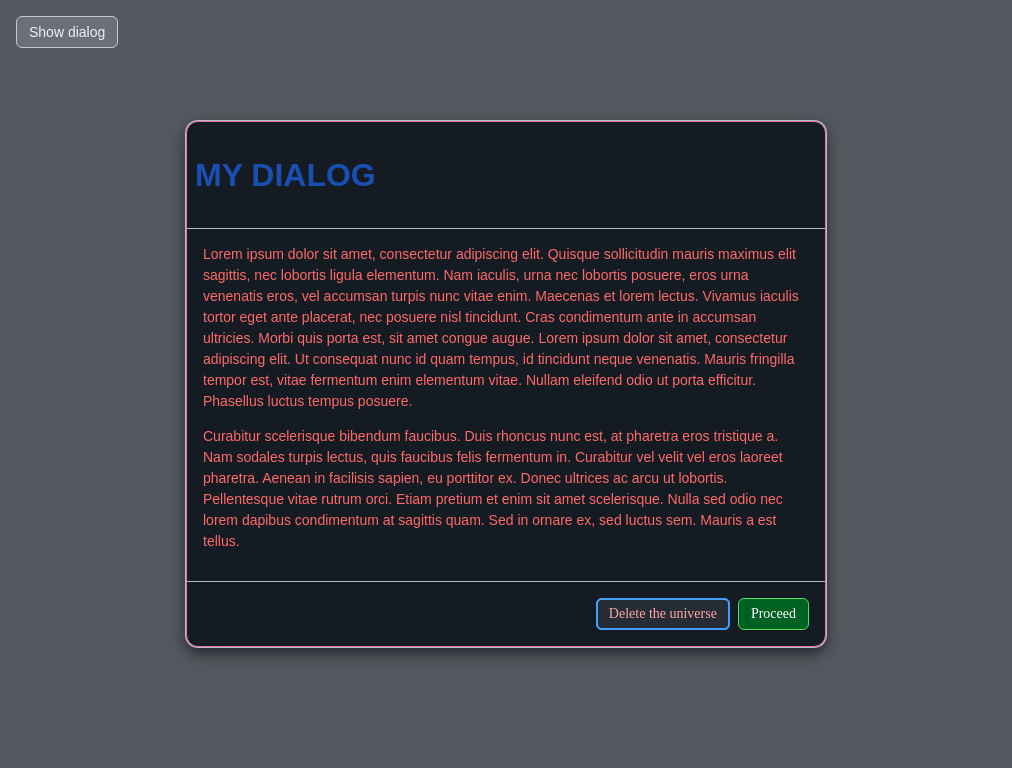 Show dialog
MY DIALOG
Lorem ipsum dolor sit amet, consectetur adipiscing elit. Quisque sollicitudin mauris maximus elit
sagittis, nec lobortis ligula elementum. Nam iaculis, urna nec lobortis posuere, eros urna
venenatis eros, vel accumsan turpis nunc vitae enim. Maecenas et lorem lectus. Vivamus iaculis
tortor eget ante placerat, nec posuere nisl tincidunt. Cras condimentum ante in accumsan
ultricies. Morbi quis porta est, sit amet congue augue. Lorem ipsum dolor sit amet, consectetur
adipiscing elit. Ut consequat nunc id quam tempus, id tincidunt neque venenatis. Mauris fringilla
tempor est, vitae fermentum enim elementum vitae. Nullam eleifend odio ut porta efficitur.
Phasellus luctus tempus posuere.
Curabitur scelerisque bibendum faucibus. Duis rhoncus nunc est, at pharetra eros tristique a.
Nam sodales turpis lectus, quis faucibus felis fermentum in. Curabitur vel velit vel eros laoreet
pharetra. Aenean in facilisis sapien, eu porttitor ex. Donec ultrices ac arcu ut lobortis.
Pellentesque vitae rutrum orci. Etiam pretium et enim sit amet scelerisque. Nulla sed odio nec
lorem dapibus condimentum at sagittis quam. Sed in ornare ex, sed luctus sem. Mauris a est
tellus.
Delete the universe
Proceed